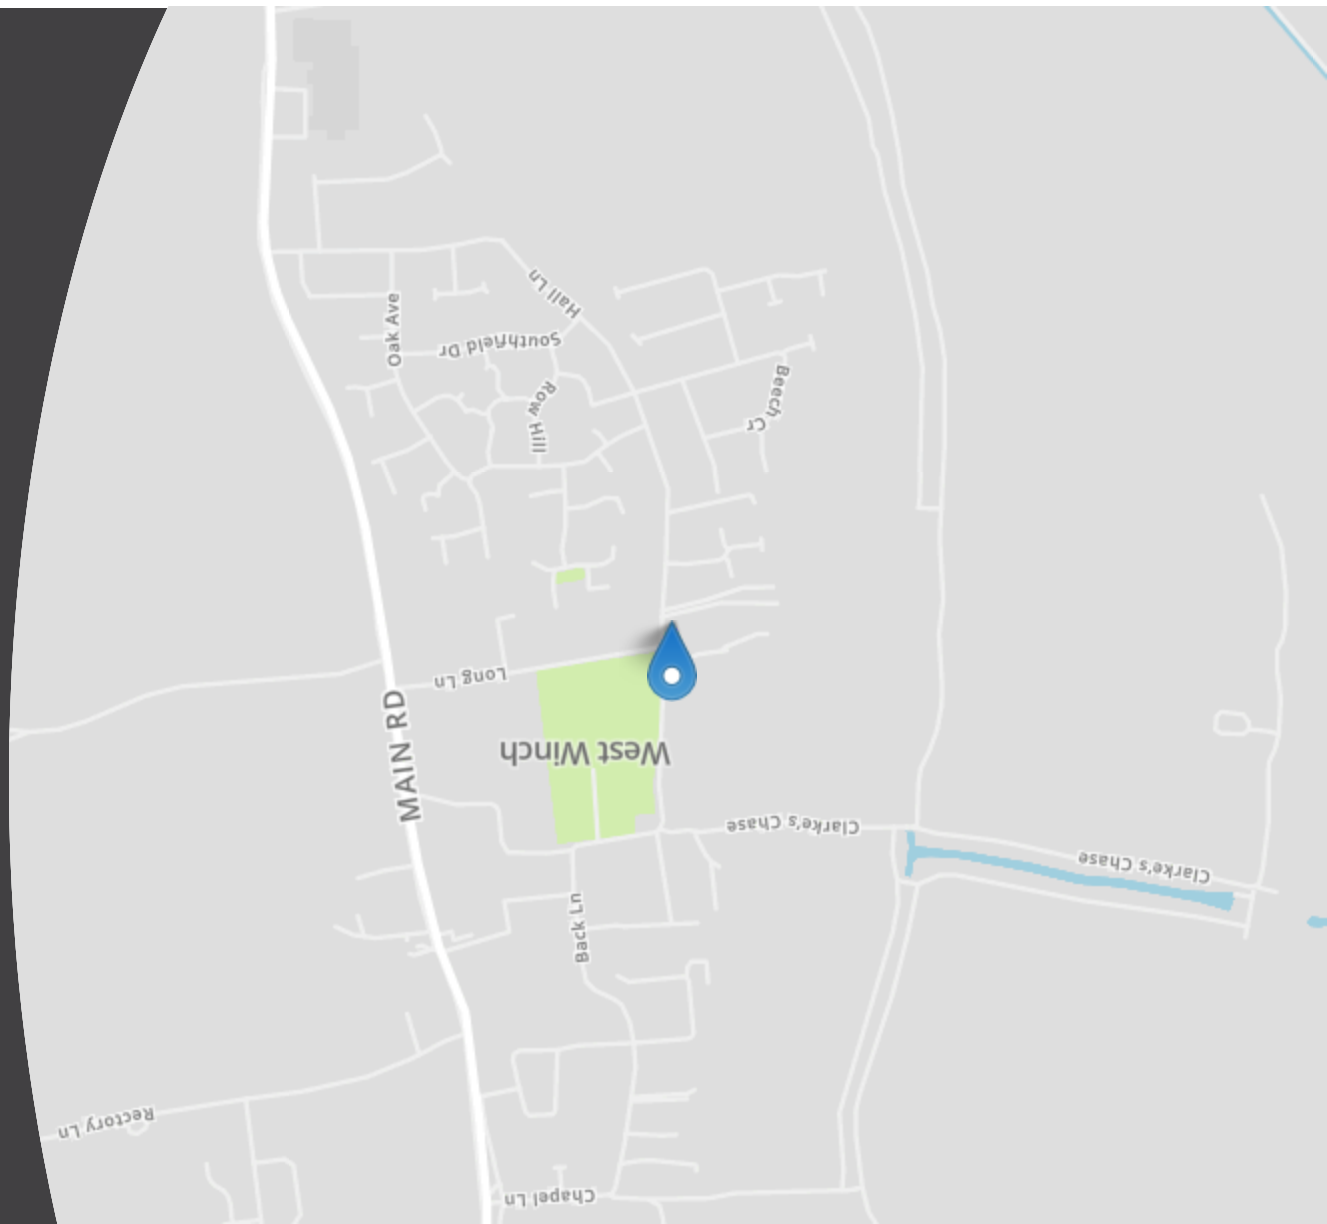 Hall Ln
Oak Ave
Southfield Dr
Row Hill
Beech Cr
Long Ln
MAIN RD
West Winch
Clarke's Chase
Clarke's Chase
Back Ln
Rectory Ln
Chapel Ln